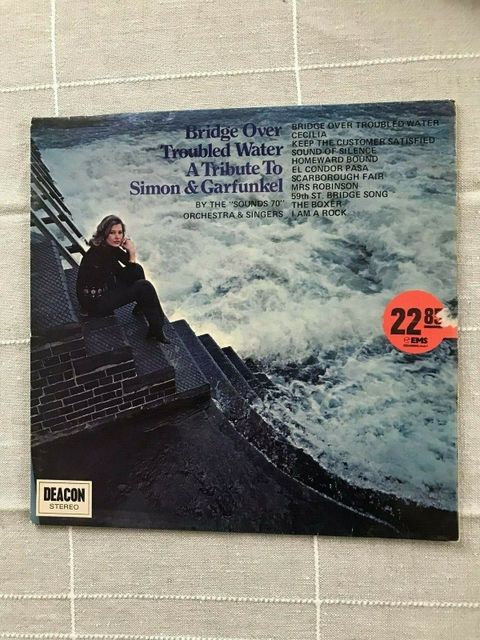 Bridge Over
Troubled Water
A Tribute To
Simon & Garfunkel
BY THE "SOUNDS 70"
ORCHESTRA & SINGERS
BRIDGE OVER TROUBLED WATER
CECILIA
KEEP THE CUSTOMER SATISFIED
SOUND OF SILENCE
HOMEWARD BOUND
EL CONDOR PASA
SCARBOROUGH FAIR
MRS ROBINSON
59th ST. BRIDGE SONG
THE BOXER
I AM A ROCK
22 85
EMS
DEACON
STEREO